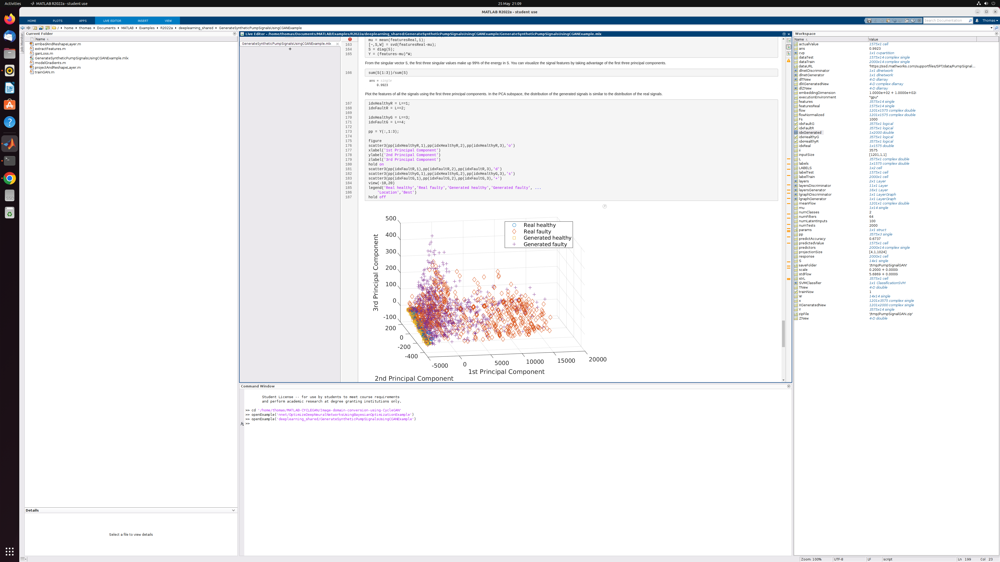 Activities
MATLAB R2022a - student use
25 May 21:09
MATLAB R2022a - student use
HOME
PLOTS
APPS
LIVE EDITOR
INSERT
VIEW
Search Documentation
Thomas
/ home thomas Documents MATLAB Examples R2022a deeplearning_shared GenerateSyntheticPumpSignalsUsingCGANExample
Job Monitor
Current Folder
Name
embedAndReshapeLayer.m
extractFeatures.m
ganLoss.m
GenerateSyntheticPumpSignalsUsingCGANExample.mlx
modelGradients.m
projectAndReshapeLayer.m
trainGAN.m
Details
Select a file to view details
Live Editor - /home/thomas/Documents/MATLAB/Examples/R2022a/deeplearning_shared/GenerateSyntheticPumpSignalsUsingCGANExample/GenerateSyntheticPumpSignalsUsingCGANExample.mlx
GenerateSyntheticPumpSignalsUsingCGANExample.mlx
+
mu = mean(featuresReal,1);
163 [~,S,W] = svd(featuresReal-mu);
164 S = diag(S);
165 Y = (features-mu)*W;
From the singular vector S, the first three singular values make up 99% of the energy in S. You can visualize the signal features by taking advantage of the first three principal components.
166 sum(S(1:3))/sum(S)
ans = single
0.9923
Plot the features of all the signals using the first three principal components. In the PCA subspace, the distribution of the generated signals is similar to the distribution of the real signals.
167 idxHealthyR = L==1;
168 idxFaultR = L==2;
169
170 idxHealthyG = L==3;
171 idxFaultG = L==4;
172
173 pp = Y(:,1:3);
174
175 figure
176 scatter3(pp(idxHealthyR,1),pp(idxHealthyR,2),pp(idxHealthyR,3),'o')
177 xlabel('1st Principal Component')
178 ylabel('2nd Principal Component')
179 zlabel('3rd Principal Component')
180 hold on
181 scatter3(pp(idxFaultR,1),pp(idxFaultR,2),pp(idxFaultR,3),'d')
182 scatter3(pp(idxHealthyG,1),pp(idxHealthyG,2),pp(idxHealthyG,3),'s')
183 scatter3(pp(idxFaultG,1),pp(idxFaultG,2),pp(idxFaultG,3),'+')
184 view(-10,20)
185 legend('Real healthy','Real faulty','Generated healthy','Generated faulty', ...
186 'Location','Best')
187 hold off
Real healthy
Real faulty
Generated healthy
Generated faulty
3rd Principal Component
500
400
300
200
100
0
-100
200
0
-200
-400
-5000
0
5000
10000
15000
20000
1st Principal Component
2nd Principal Component
Command Window
Student License -- for use by students to meet course requirements
and perform academic research at degree granting institutions only.
>> cd '/home/thomas/MATLAB-CYCLEGAN/Image-domain-conversion-using-CycleGAN'
>> openExample('nnet/OptimizeDeepNeuralNetworksUsingBayesianOptimizationExample')
>> openExample('deeplearning_shared/GenerateSyntheticPumpSignalsUsingCGANExample')
fx >>
Workspace
Name Value
actualValue 1575x1 cell
ans 0.9923
cvp 1x1 cvpartition
dataTest 1575x14 complex single
dataTrain 2000x14 complex single
dataURL 'https://ssd.mathworks.com/supportfiles/SPT/data/PumpSignal...
dlnetDiscriminator 1x1 dlnetwork
dlnetGenerator 1x1 dlnetwork
dlTNew 4-D dlarray
dlXGeneratedNew 4-D complex dlarray
dlZNew 4-D dlarray
embeddingDimension 1.0000e+02 + 1.0000e+02i
executionEnvironment "gpu"
features 3575x14 single
featuresReal 1575x14 single
flow 1201x1575 complex double
flowNormalized 1201x1575 complex double
Fs 1000
idxFaultG 3575x1 logical
idxFaultR 3575x1 logical
idxGenerated 1x2000 double
idxHealthyG 3575x1 logical
idxHealthyR 3575x1 logical
idxReal 1x1575 double
ii 3575
inputSize [1201,1,1]
L 3575x1 complex double
labels 1x1575 complex double
LABELS 1x2 cell
labelTest 1575x1 cell
labelTrain 2000x1 cell
layers 2x1 Layer
layersDiscriminator 11x1 Layer
layersGenerator 16x1 Layer
lgraphDiscriminator 1x1 LayerGraph
lgraphGenerator 1x1 LayerGraph
meanFlow 1201x1 complex double
mu 1x14 single
numClasses 2
numFilters 64
numLatentInputs 100
numTests 2000
params 1x1 struct
pp 3575x3 single
predictAccuracy 0.6737
predictedValue 1575x1 cell
predictors 2000x14 complex single
projectionSize [4,1,1024]
response 2000x1 cell
S 14x1 single
saveFolder '/tmp/PumpSignalGAN'
scale 0.2000 + 0.0000i
stdFlow 5.6869 + 0.0000i
strL 3575x1 cell
SVMClassifier 1x1 ClassificationSVM
TNew 4-D double
trainNow 1
W 14x14 single
x 1201x3575 complex single
XGeneratedNew 1201x2000 complex single
Y 3575x14 single
zipFile '/tmp/PumpSignalGAN.zip'
ZNew 4-D double
Zoom: 100%
UTF-8
LF
script
Ln 199 Col 23